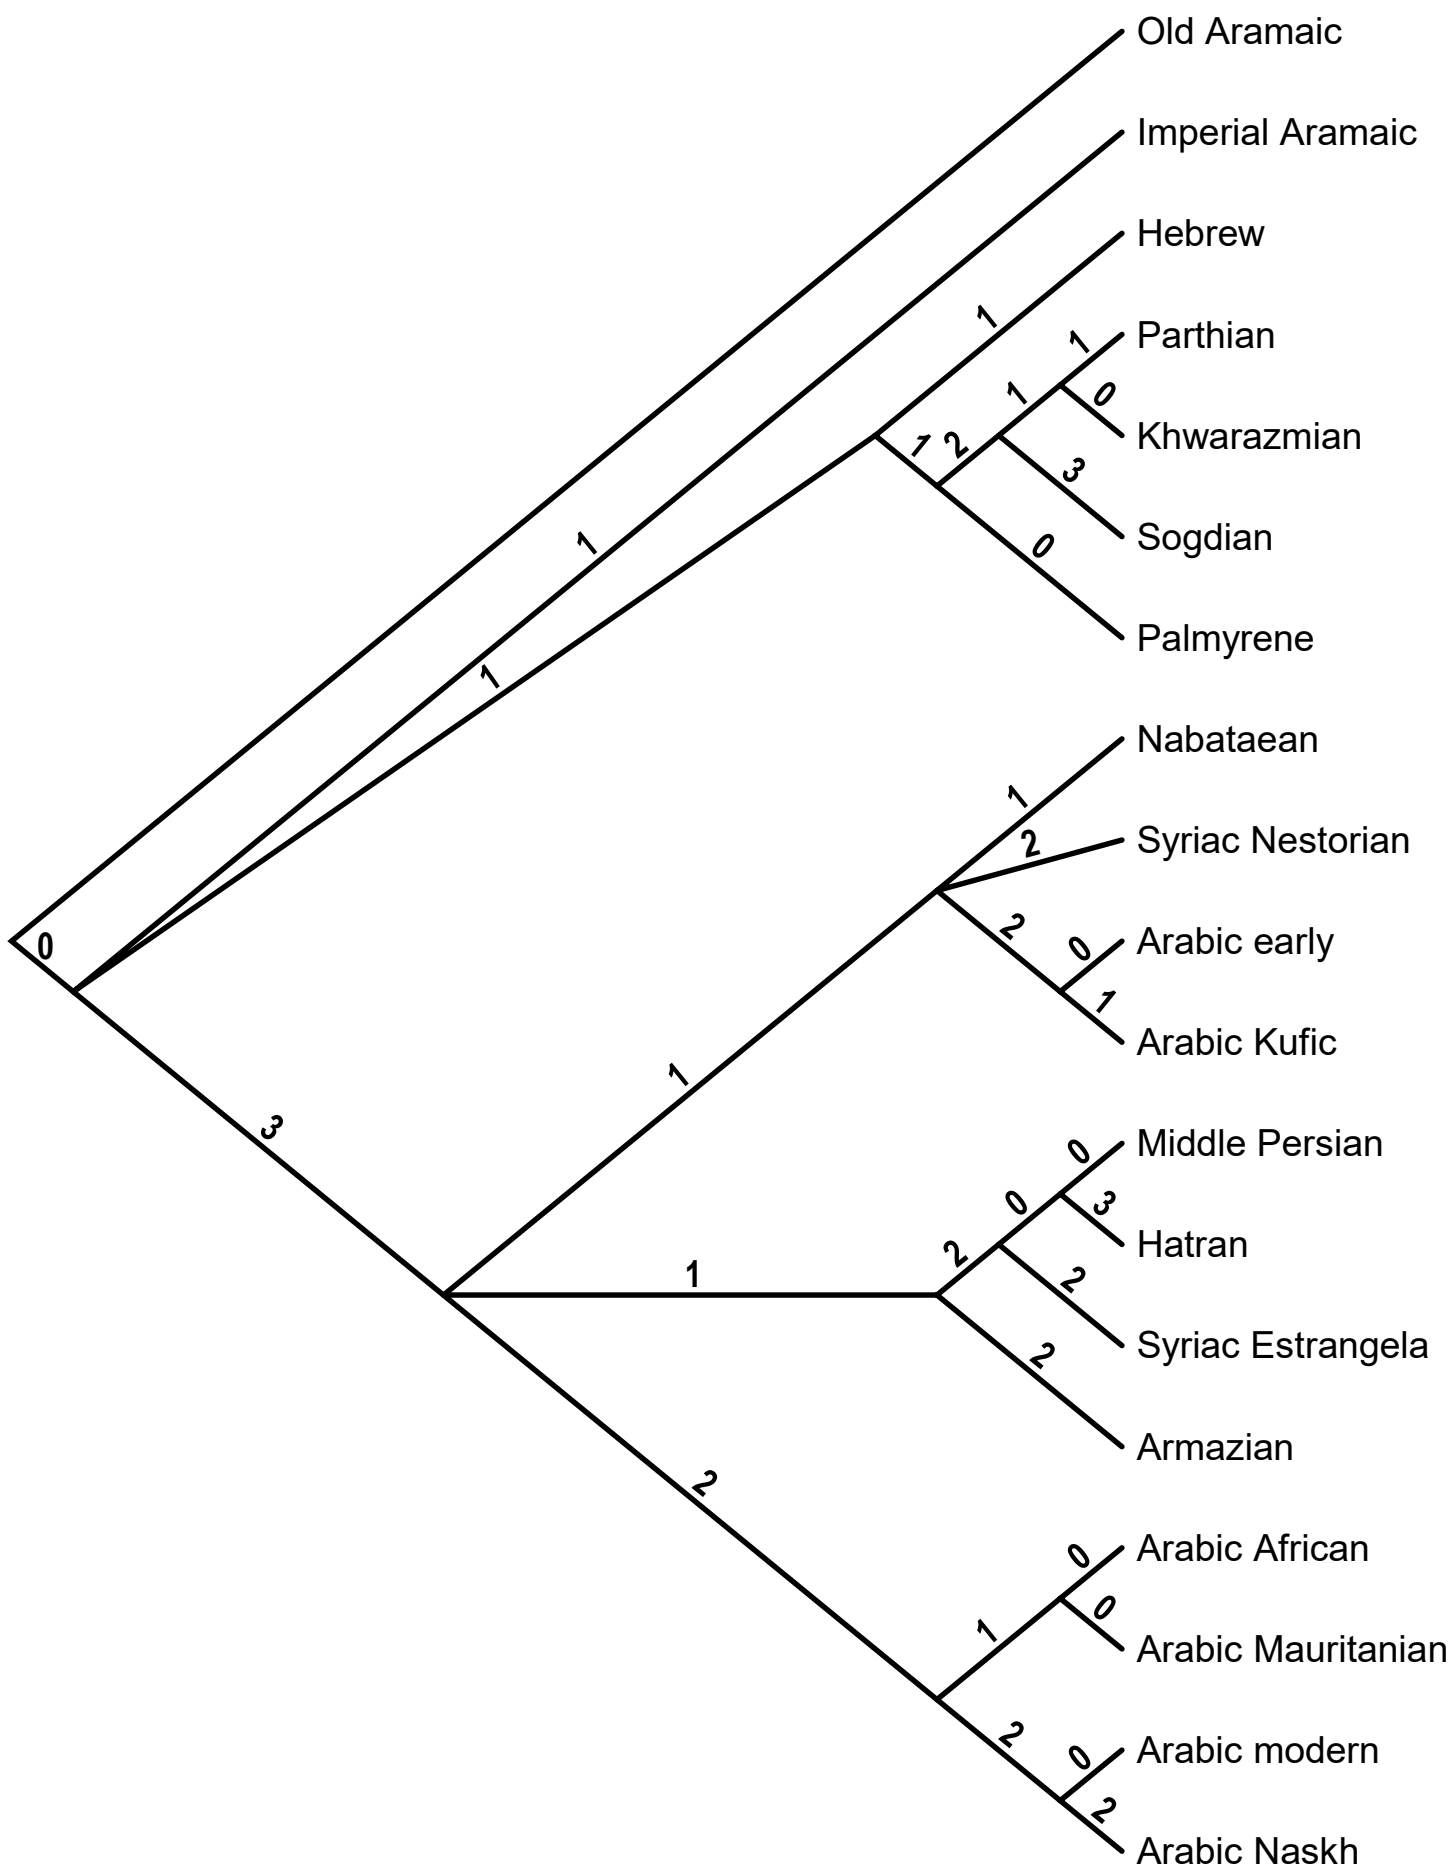 Old Aramaic
Imperial Aramaic
Hebrew
1
Parthian
1
1
0
Khwarazmian
1
2
3
Sogdian
1
0
Palmyrene
1
Nabataean
1
2
Syriac Nestorian
2
0
Arabic early
0
1
Arabic Kufic
1
3
Middle Persian
0
0
3
Hatran
2
1
2
Syriac Estrangela
2
Armazian
2
Arabic African
0
0
1
Arabic Mauritanian
2
0
Arabic modern
2
Arabic Naskh